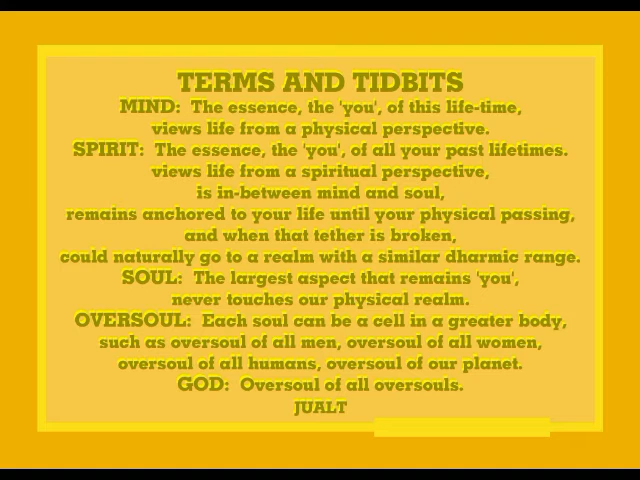 TERMS AND TIDBITS
MIND:  The essence, the 'you', of this life-time,
views life from a physical perspective.
SPIRIT:  The essence, the 'you', of all your past lifetimes.
views life from a spiritual perspective,
is in-between mind and soul,
remains anchored to your life until your physical passing,
and when that tether is broken,
could naturally go to a realm with a similar dharmic range.
SOUL:  The largest aspect that remains 'you',
never touches our physical realm.
OVERSOUL:  Each soul can be a cell in a greater body,
such as oversoul of all men, oversoul of all women,
oversoul of all humans, oversoul of our planet.
GOD:  Oversoul of all oversouls.
JUALT